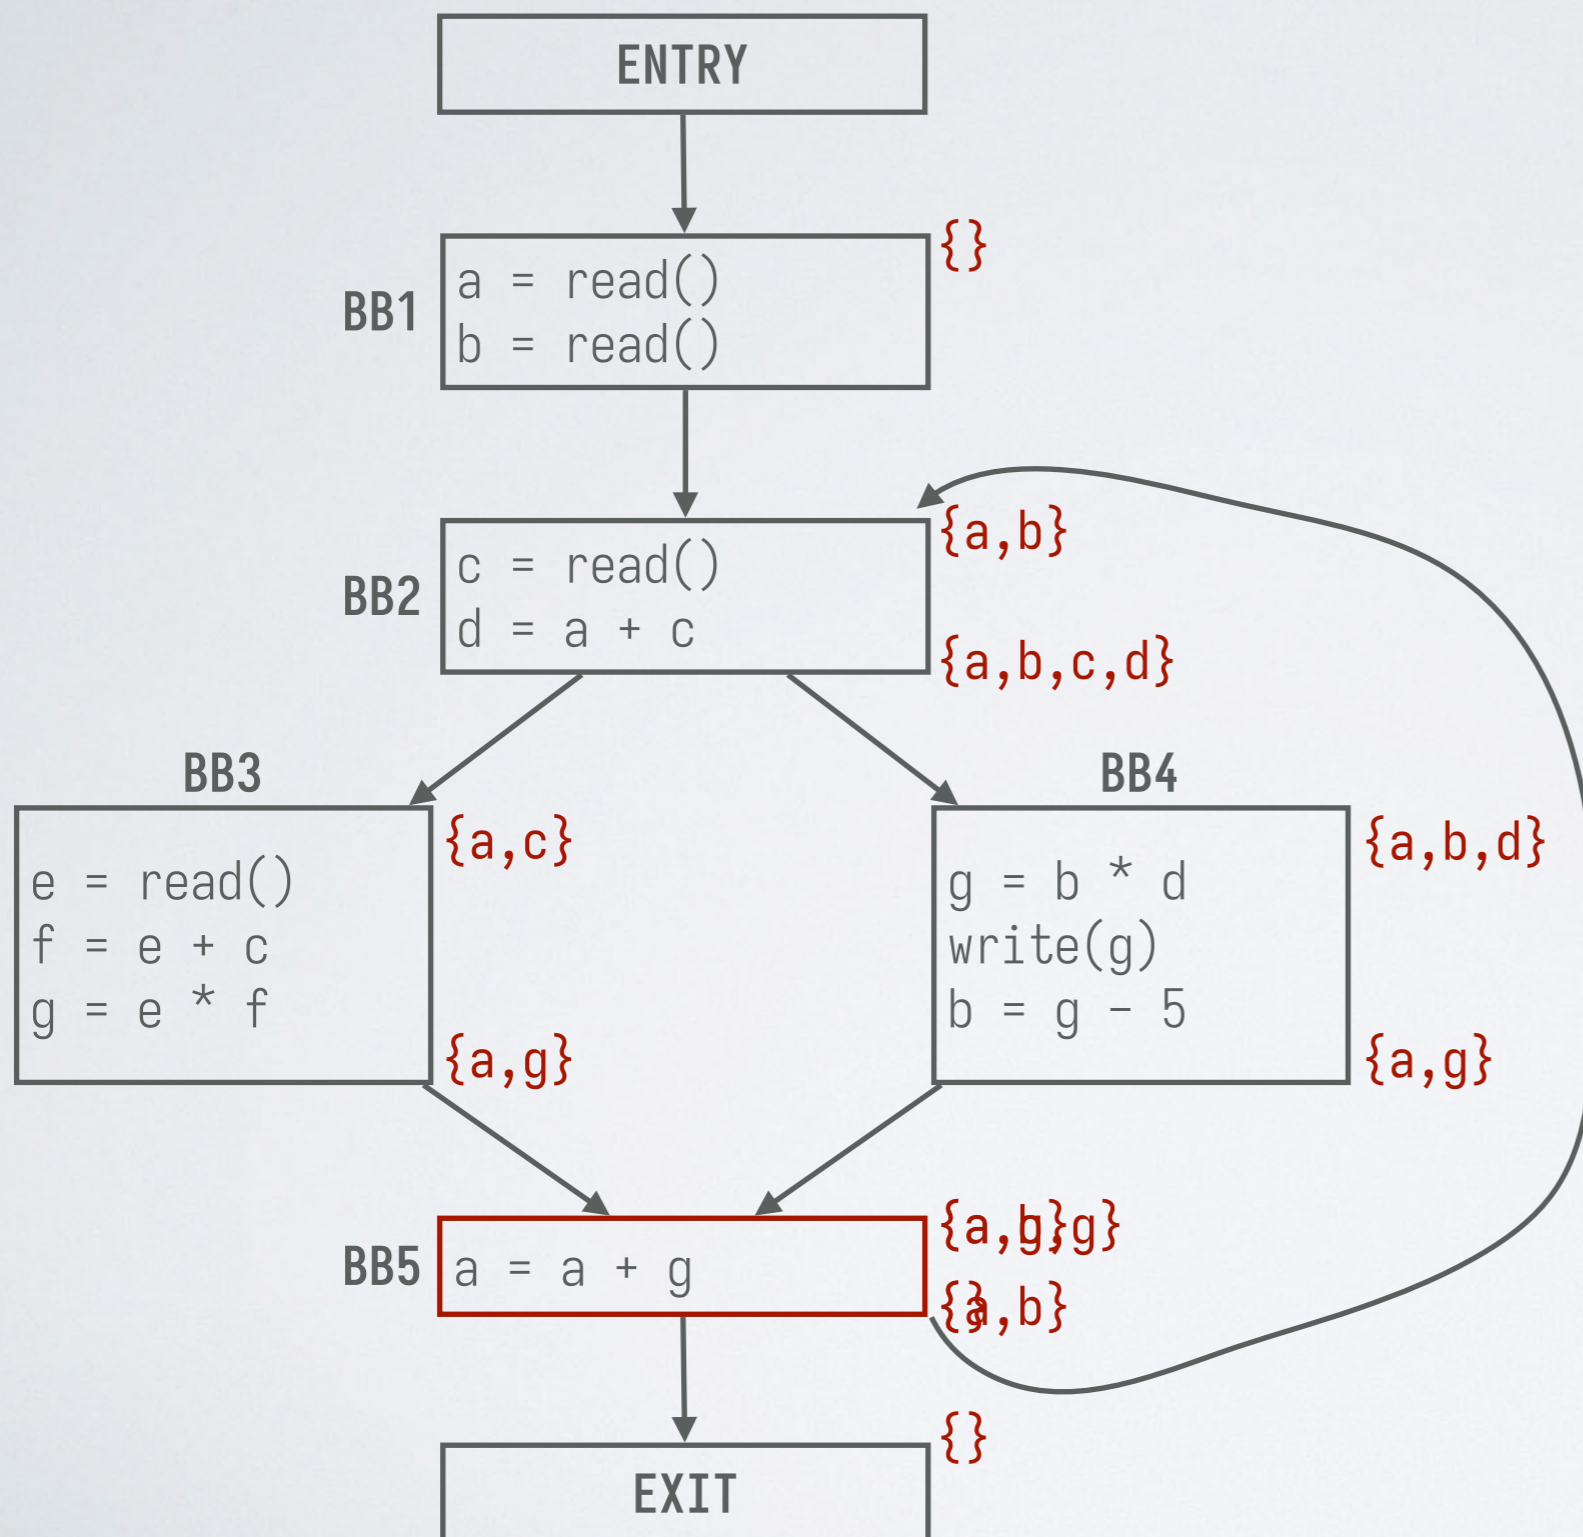 ENTRY
{}
BB1
a = read()
b = read()
{a,b}
BB2
c = read()
d = a + c
{a,b,c,d}
BB3
{a,c}
e = read()
f = e + c
g = e * f
{a,g}
BB4
{a,b,d}
g = b * d
write(g)
b = g - 5
{a,g}
BB5
a = a + g
{a,g}
{a,b,g}
{}
{a,b}
{}
EXIT